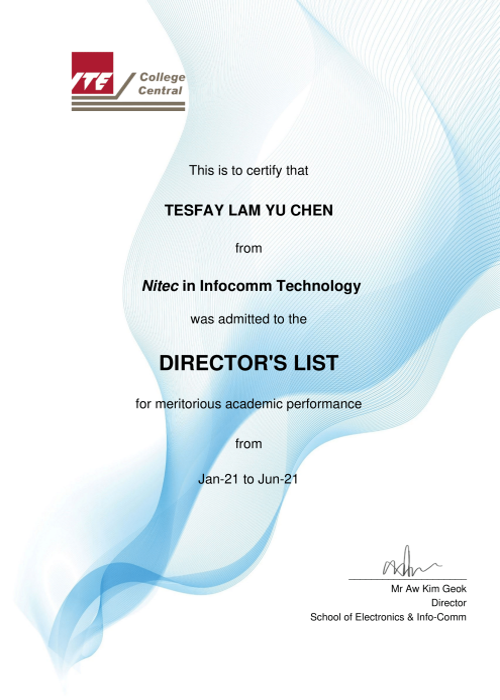 ITE College
Central
This is to certify that
TESFAY LAM YU CHEN
from
Nitec in Infocomm Technology
was admitted to the
DIRECTOR'S LIST
for meritorious academic performance
from
Jan-21 to Jun-21
Mr Aw Kim Geok
Director
School of Electronics & Info-Comm